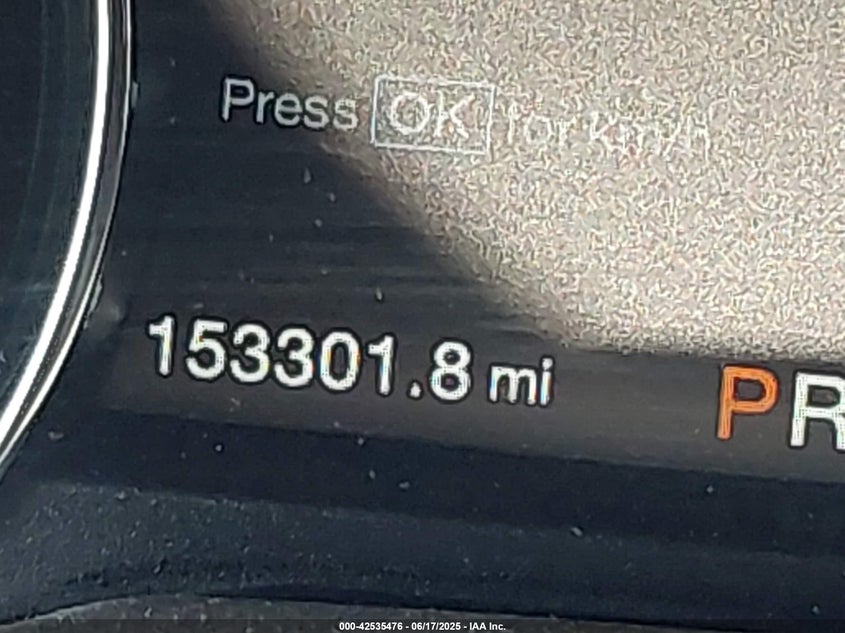 Press OK for km/h
153301.8 mi
PR
000-42535476 - 06/17/2025 - IAA Inc.